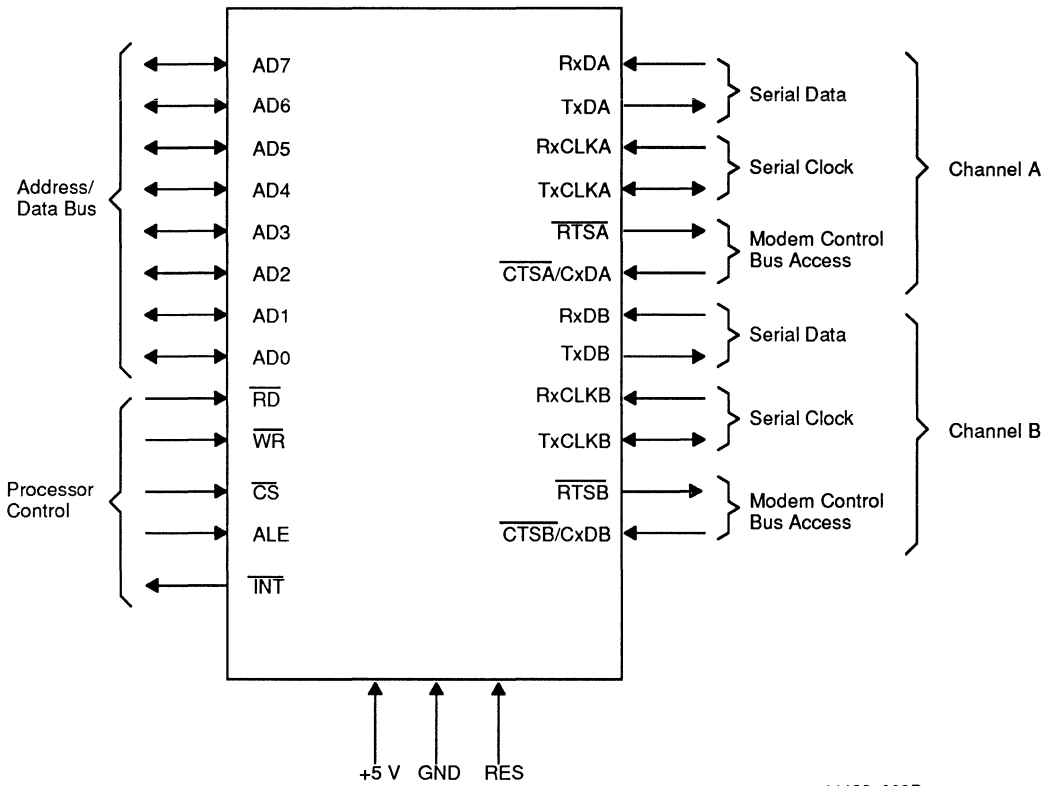 Address/
Data Bus
AD7
AD6
AD5
AD4
AD3
AD2
AD1
AD0
Processor
Control
RD
WR
CS
ALE
INT
RxDA
TxDA
RxCLKA
TxCLKA
RTSA
CTSA/CxDA
RxDB
TxDB
RxCLKB
TxCLKB
RTSB
CTSB/CxDB
Serial Data
Serial Clock
Modem Control
Bus Access
Channel A
Serial Data
Serial Clock
Modem Control
Bus Access
Channel B
+5 V GND RES